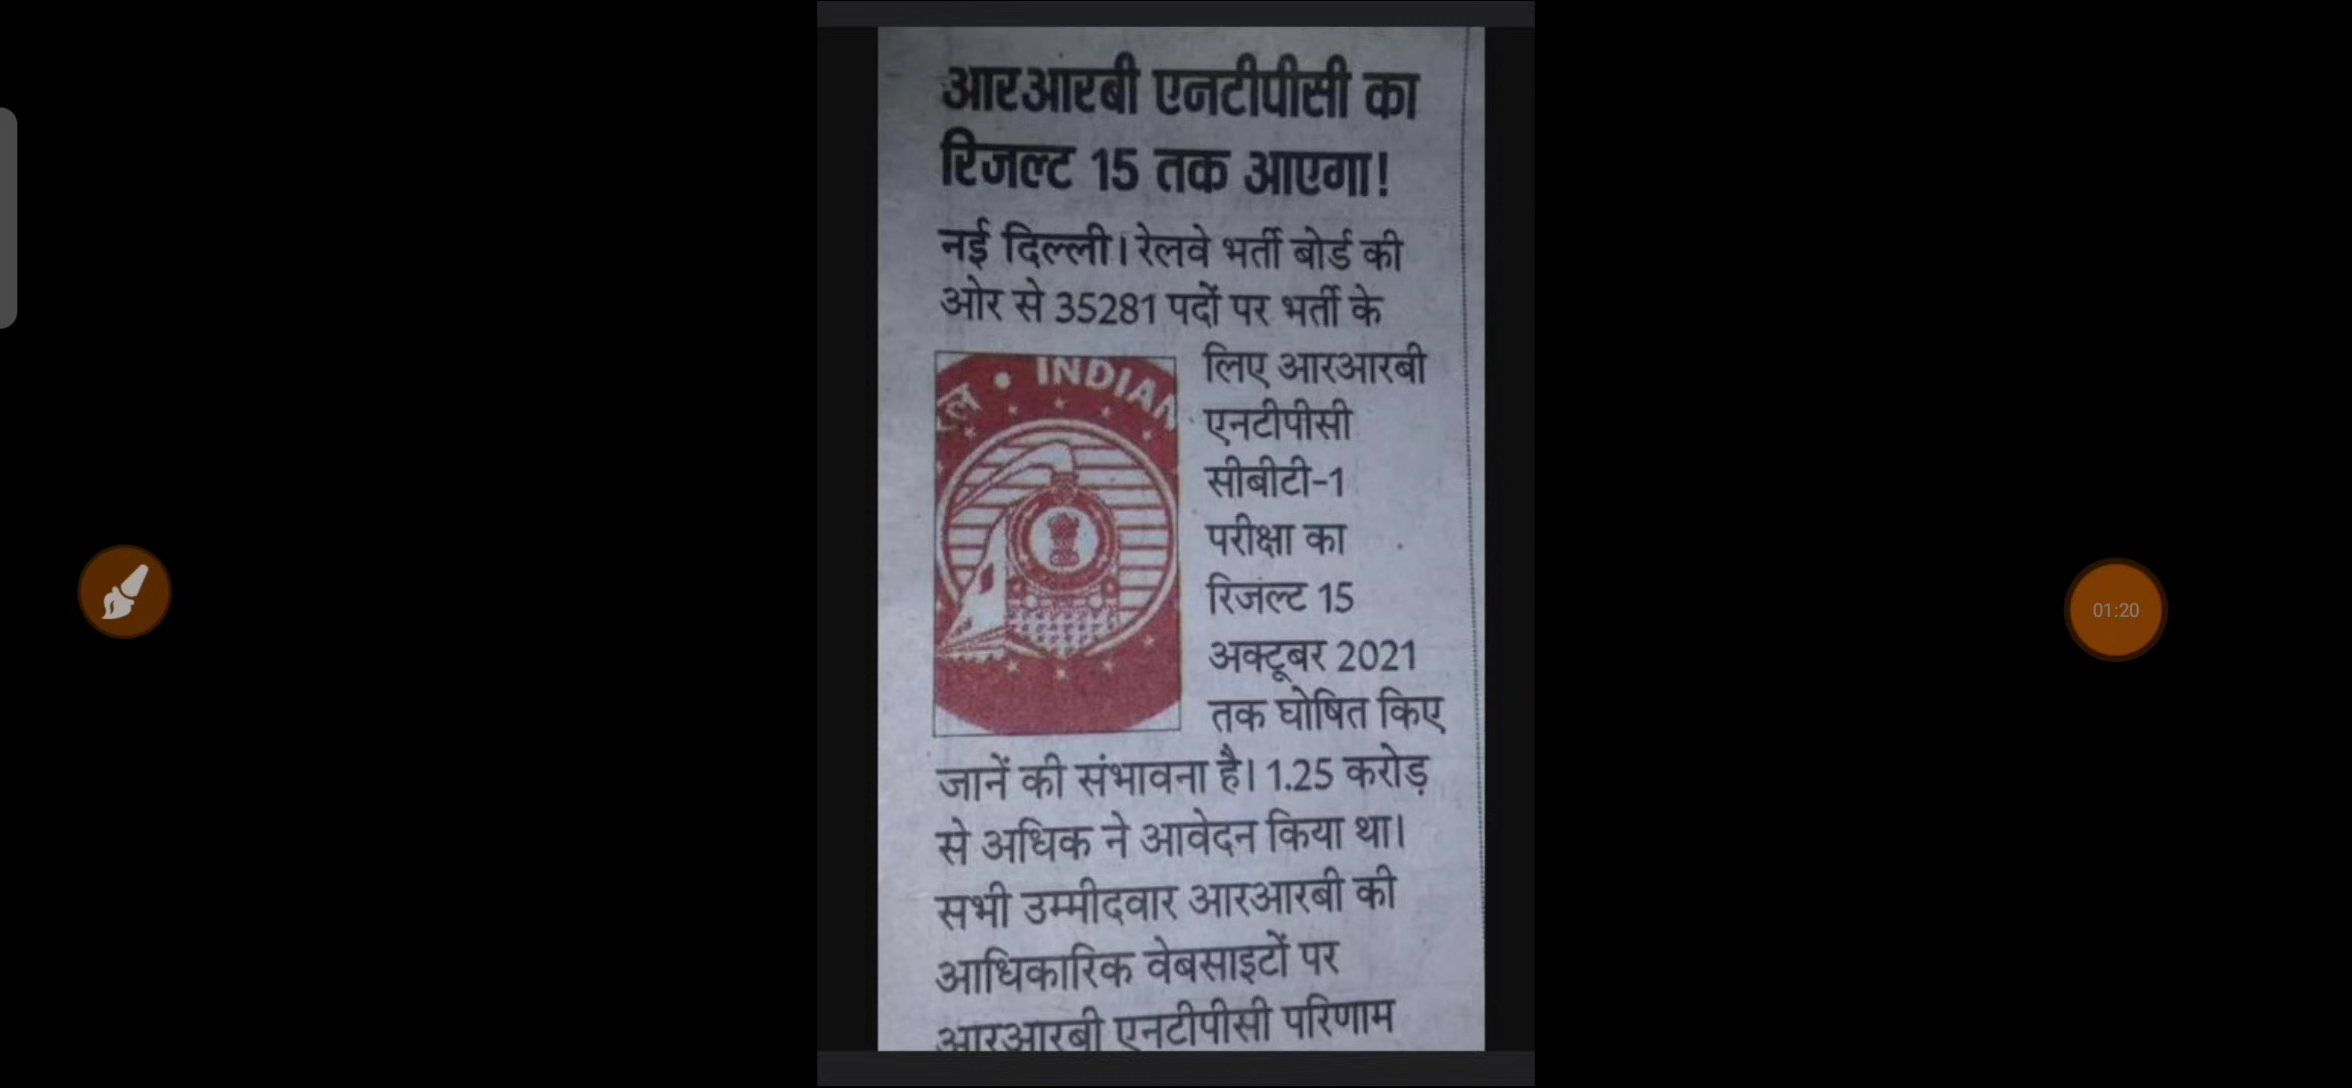 आरआरबी एनटीपीसी का
रिजल्ट 15 तक आएगा!
नई दिल्ली। रेलवे भर्ती बोर्ड की
ओर से 35281 पदों पर भर्ती के
लिए आरआरबी
एनटीपीसी
सीबीटी-1
परीक्षा का
रिजल्ट 15
अक्टूबर 2021
तक घोषित किए
जानें की संभावना है। 1.25 करोड़
से अधिक ने आवेदन किया था।
सभी उम्मीदवार आरआरबी की
आधिकारिक वेबसाइटों पर
आरआरबी एनटीपीसी परिणाम
INDIAN
01:20